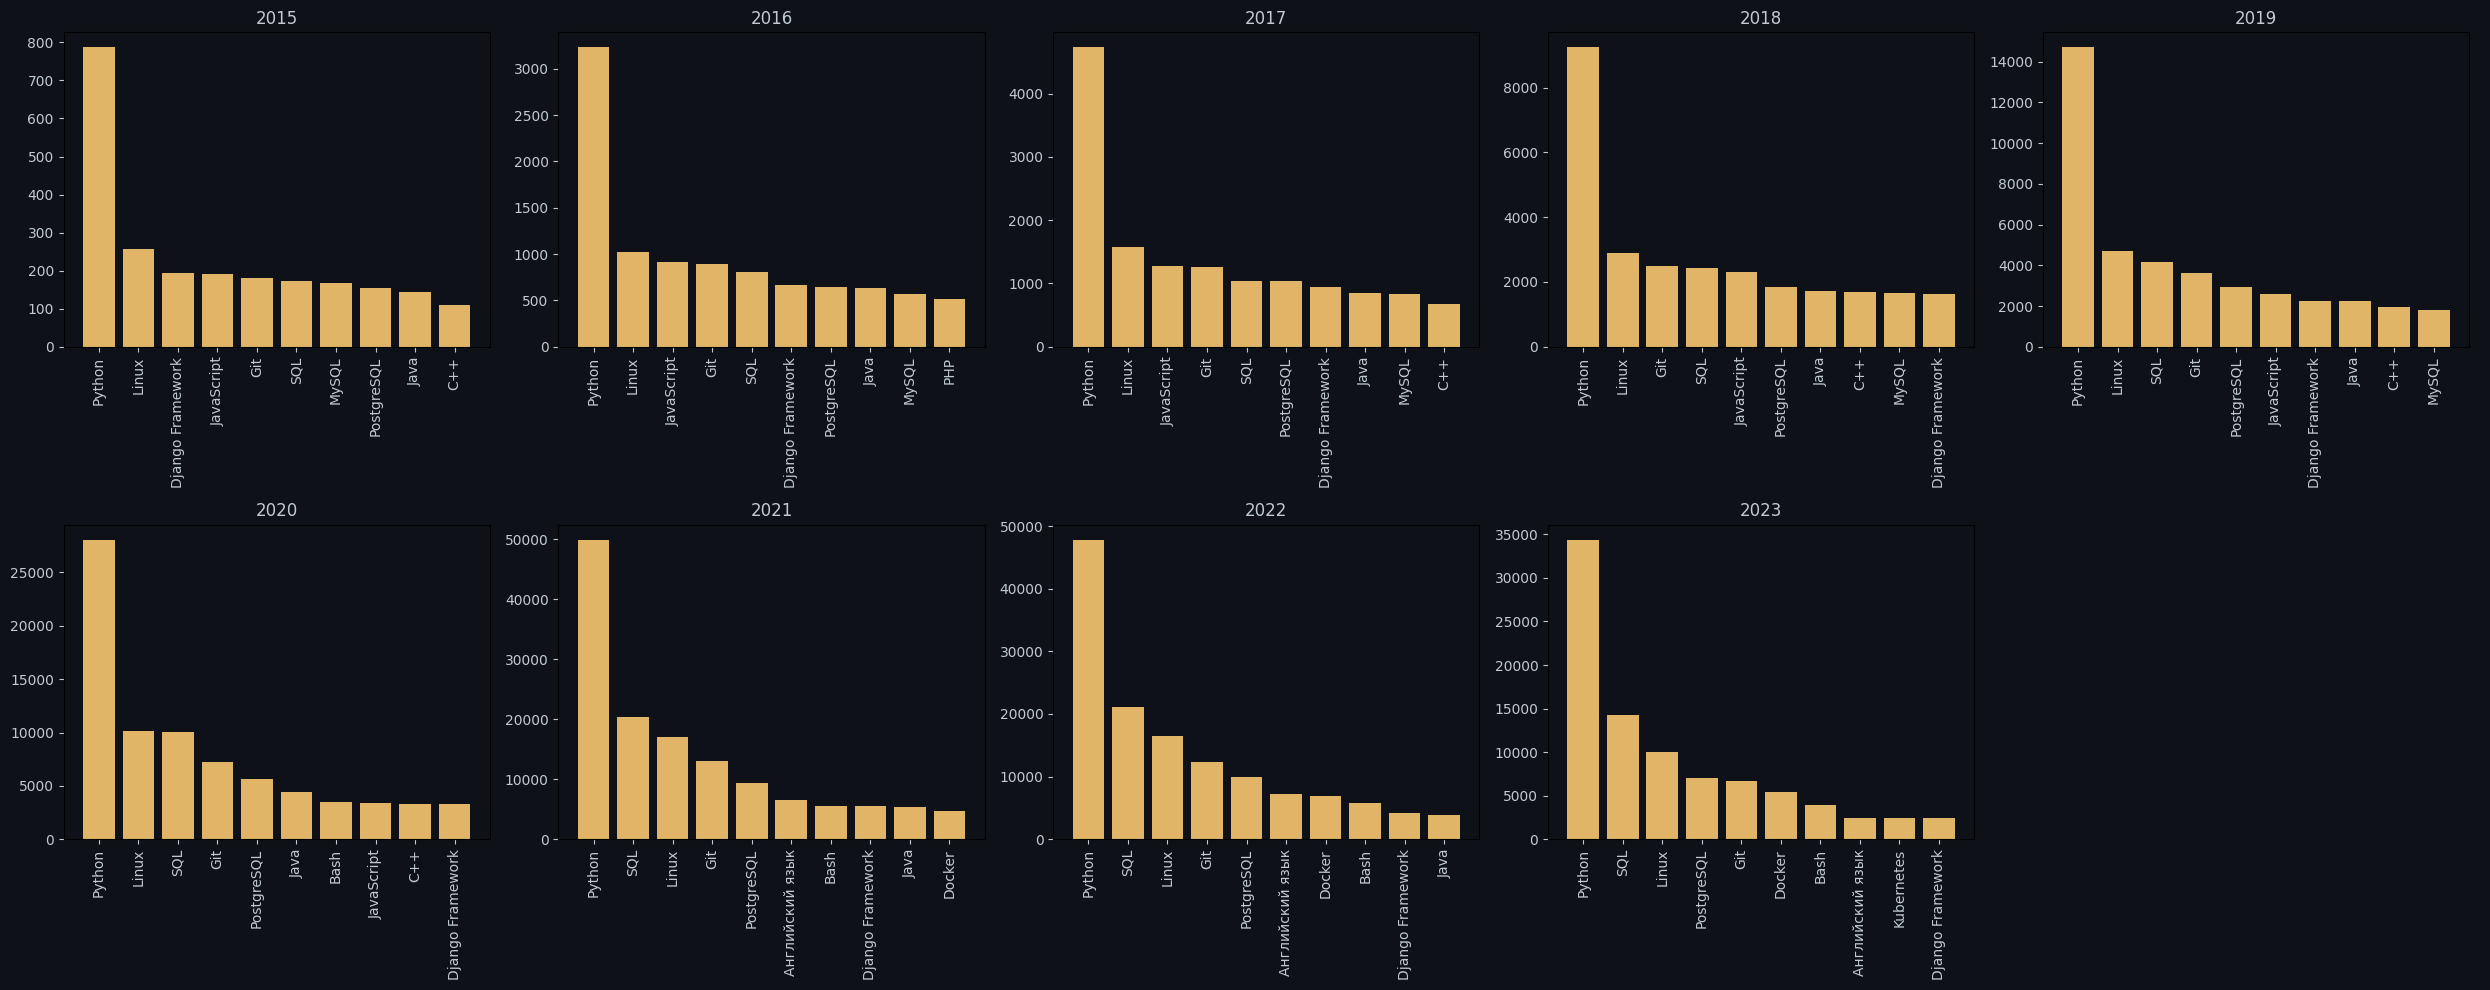 2015
800
700
600
500
400
300
200
100
0
Python
Linux
Django Framework
JavaScript
Git
SQL
MySQL
PostgreSQL
Java
C++
2016
3000
2500
2000
1500
1000
500
0
Python
Linux
JavaScript
Git
SQL
Django Framework
PostgreSQL
Java
MySQL
PHP
2017
4000
3000
2000
1000
0
Python
Linux
JavaScript
Git
SQL
PostgreSQL
Django Framework
Java
MySQL
C++
2018
8000
6000
4000
2000
0
Python
Linux
Git
SQL
JavaScript
PostgreSQL
Java
C++
MySQL
Django Framework
2019
14000
12000
10000
8000
6000
4000
2000
0
Python
Linux
SQL
Git
PostgreSQL
JavaScript
Django Framework
Java
C++
MySQL
2020
25000
20000
15000
10000
5000
0
Python
Linux
SQL
Git
PostgreSQL
Java
Bash
JavaScript
C++
Django Framework
2021
50000
40000
30000
20000
10000
0
Python
SQL
Linux
Git
PostgreSQL
Английский язык
Bash
Django Framework
Java
Docker
2022
50000
40000
30000
20000
10000
0
Python
SQL
Linux
Git
PostgreSQL
Английский язык
Docker
Bash
Django Framework
Java
2023
35000
30000
25000
20000
15000
10000
5000
0
Python
SQL
Linux
PostgreSQL
Git
Docker
Bash
Английский язык
Kubernetes
Django Framework